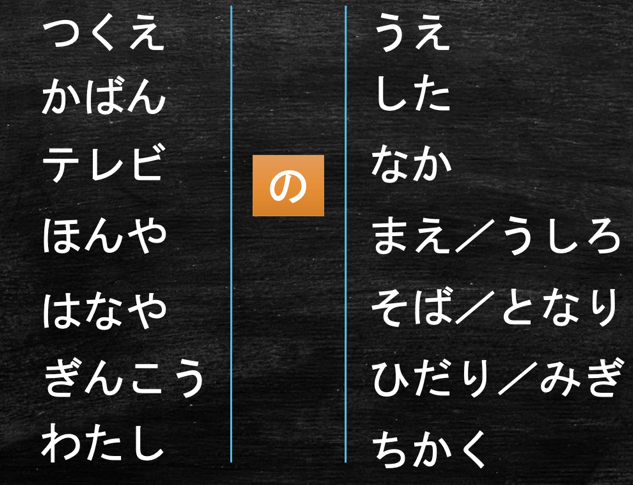 つくえ
かばん
テレビ
ほんや
はなや
ぎんこう
わたし
の
うえ
した
なか
まえ／うしろ
そば／となり
ひだり／みぎ
ちかく